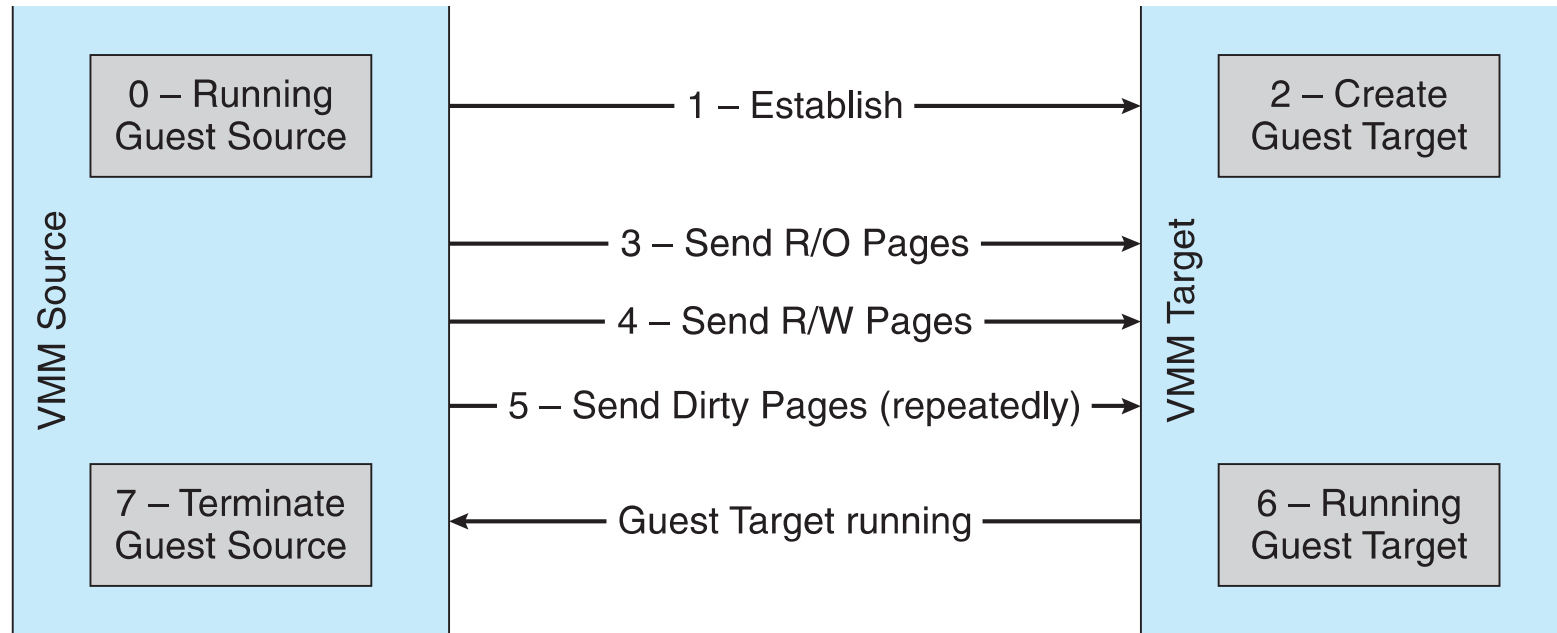 0 – Running
Guest Source
1 – Establish
2 – Create
Guest Target
VMM Source
3 – Send R/O Pages
4 – Send R/W Pages
5 – Send Dirty Pages (repeatedly)
VMM Target
7 – Terminate
Guest Source
Guest Target running
6 – Running
Guest Target